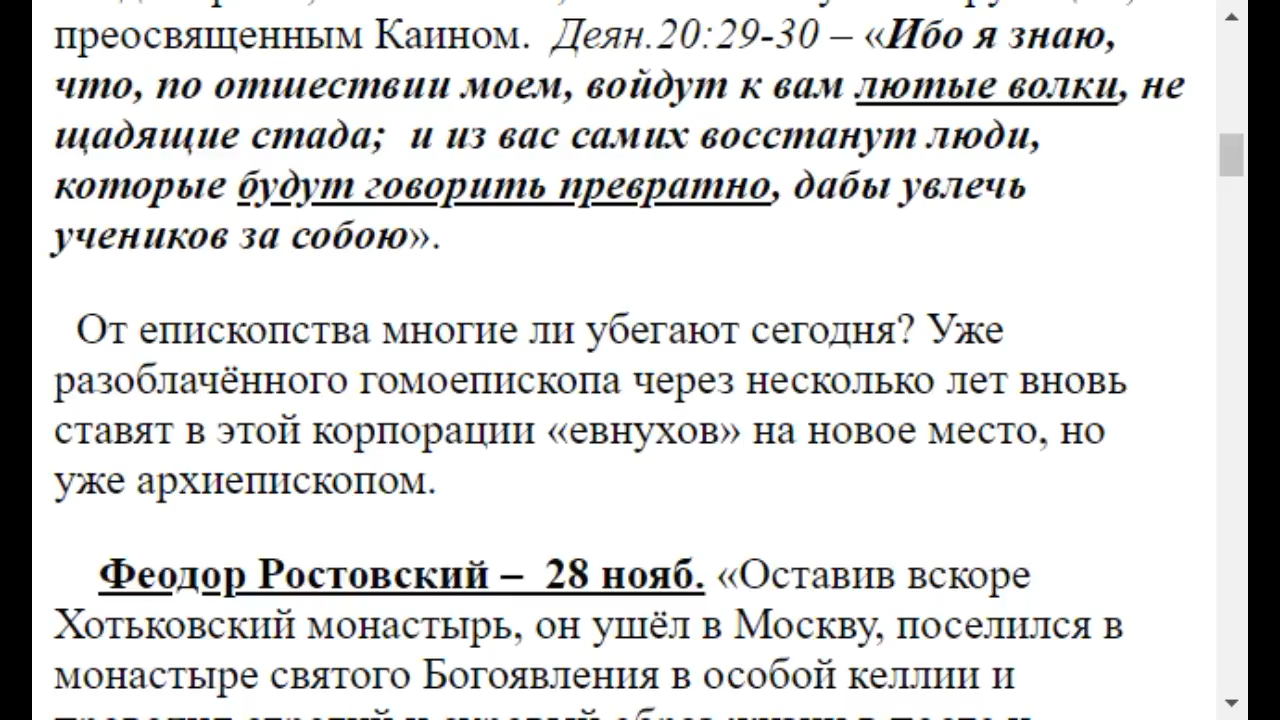 преосвященным Каином.  Деян.20:29-30 – «Ибо я знаю,
что, по отшествии моем, войдут к вам лютые волки, не
щадящие стада;  и из вас самих восстанут люди,
которые будут говорить превратно, дабы увлечь
учеников за собою».
От епископства многие ли убегают сегодня? Уже
разоблачённого гомоепископа через несколько лет вновь
ставят в этой корпорации «евнухов» на новое место, но
уже архиепископом.
Феодор Ростовский –  28 нояб. «Оставив вскоре
Хотьковский монастырь, он ушёл в Москву, поселился в
монастыре святого Богоявления в особой келлии и